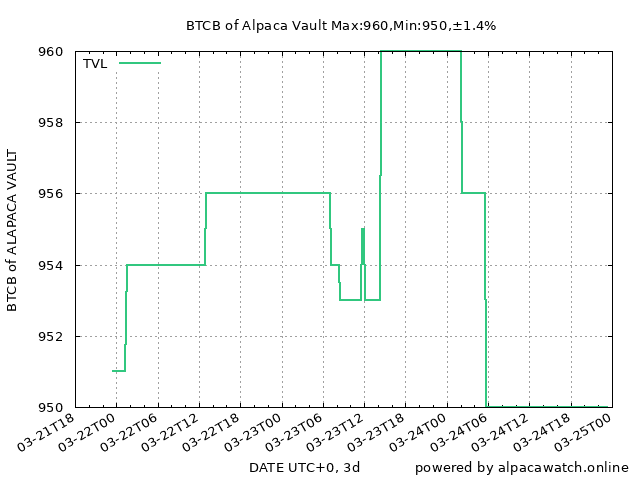 BTCB of Alpaca Vault Max:960,Min:950,±1.4%
TVL
BTCB of ALAPACA VAULT
960
958
956
954
952
950
03-21T18
03-22T00
03-22T06
03-22T12
03-22T18
03-23T00
03-23T06
03-23T12
03-23T18
03-24T00
03-24T06
03-24T12
03-24T18
03-25T00
DATE UTC+0, 3d
powered by alpacawatch.online